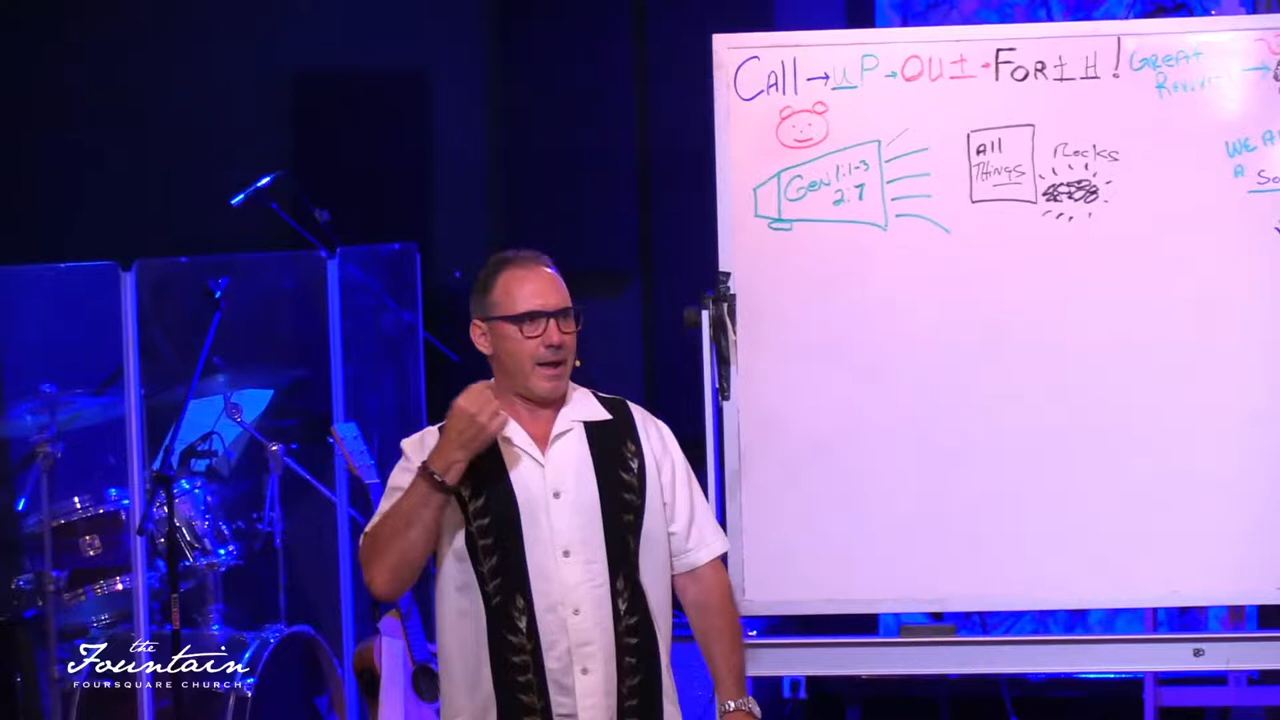 CAll → uP → OUt → FORtH! GREAt
All
THiNgs
Rocks
Gen 1:1-3
2:7
WE A
A
So
the
Fountain
FOURSQUARE CHURCH